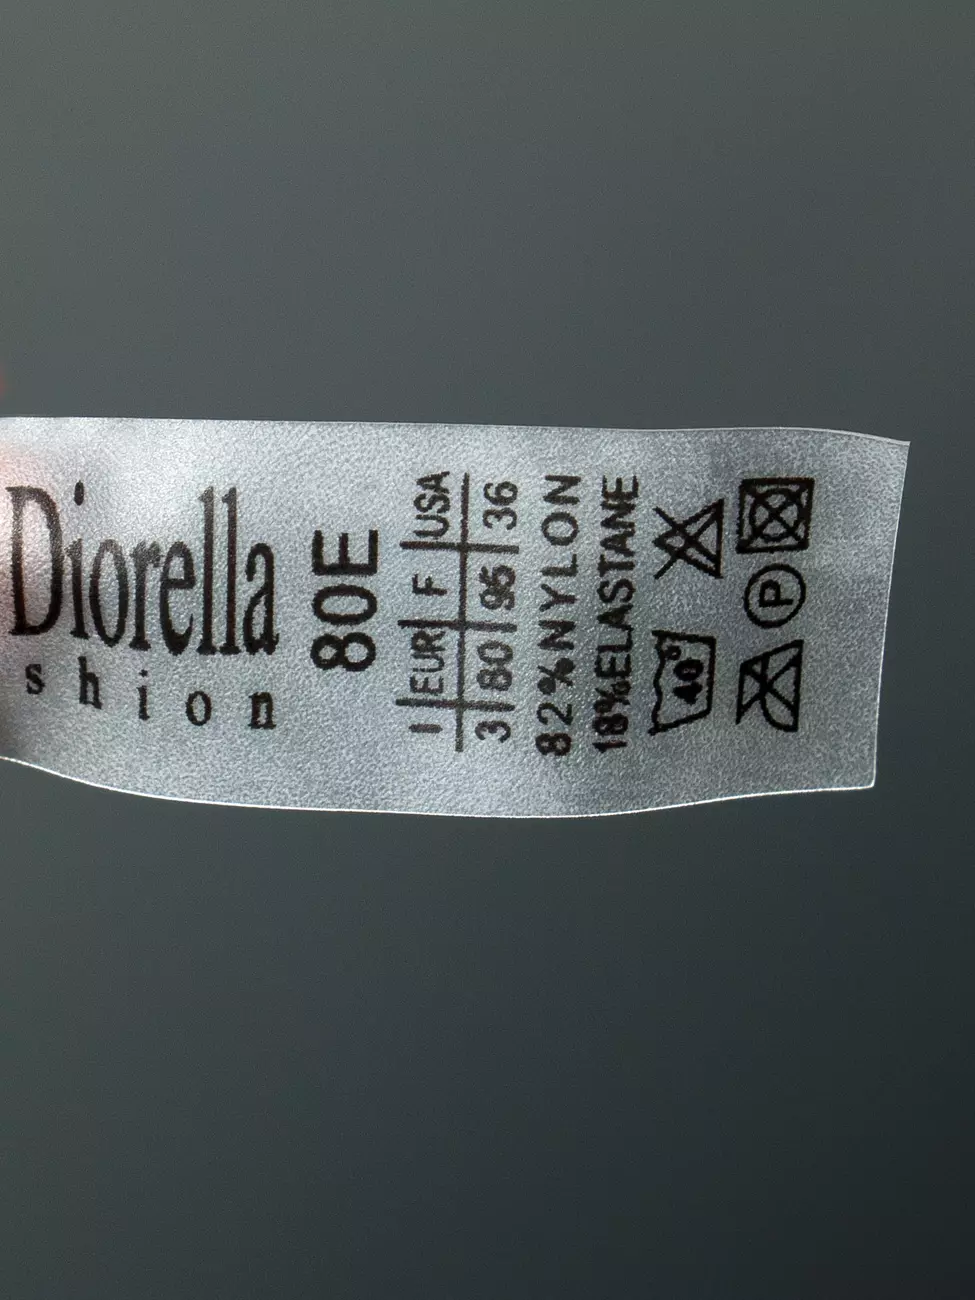 Diorella
shion
80E
I EUR F USA
3 80 95 36
82%NYLON
18%ELASTANE
40°
P